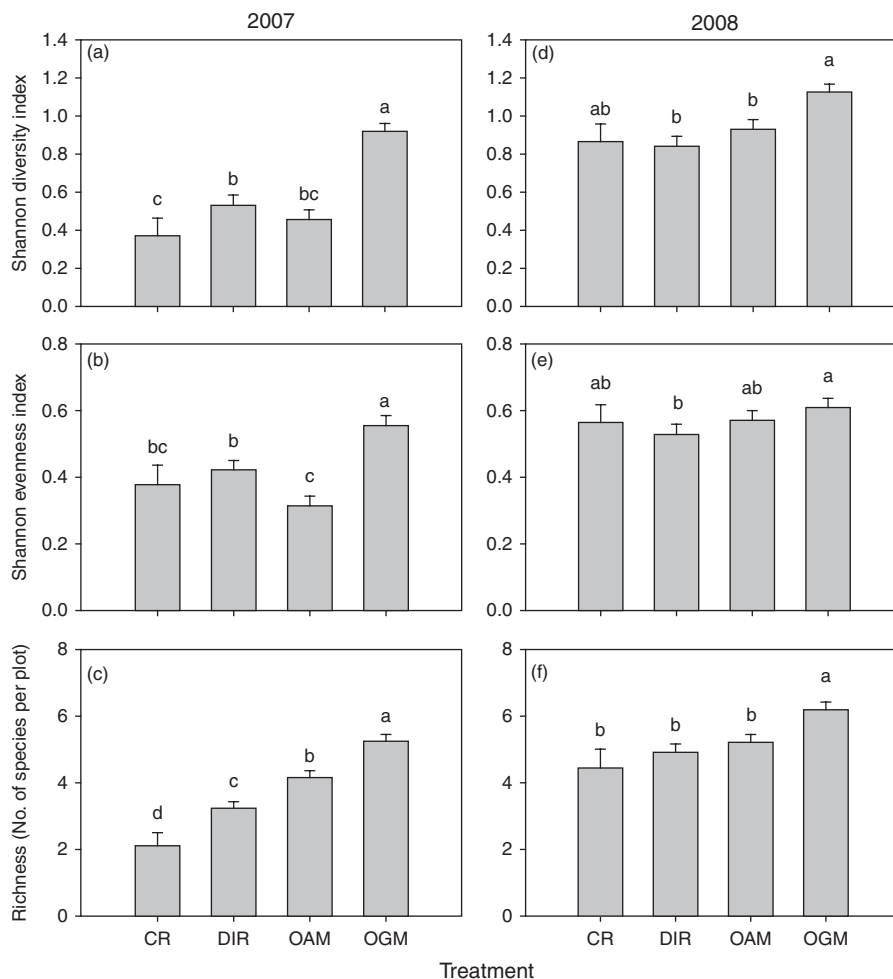 2007
2008
(a)
Shannon diversity index
1.4
1.2
1.0
0.8
0.6
0.4
0.2
0.0
c
b
bc
a
(d)
1.4
1.2
1.0
0.8
0.6
0.4
0.2
0.0
ab
b
b
a
(b)
Shannon evenness index
0.8
0.6
0.4
0.2
0.0
bc
b
c
a
(e)
0.8
0.6
0.4
0.2
0.0
ab
b
ab
a
(c)
Richness (No. of species per plot)
8
6
4
2
0
d
c
b
a
CR DIR OAM OGM
(f)
8
6
4
2
0
b
b
b
a
CR DIR OAM OGM
Treatment